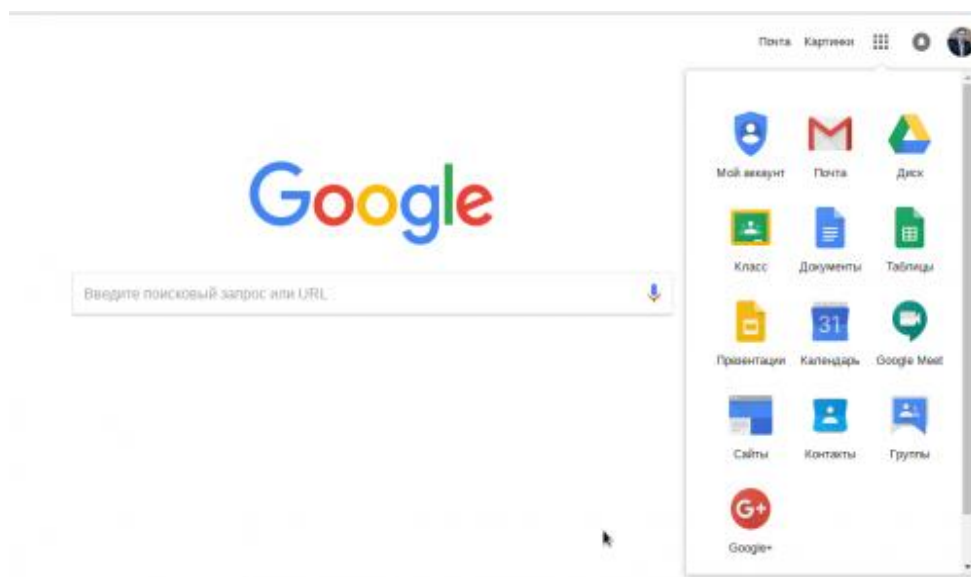 Почта Картинки
Google
Введите поисковый запрос или URL
Мой аккаунт Почта Диск
Класс Документы Таблицы
31
Презентации Календарь Google Meet
Сайты Контакты Группы
G+
Google+